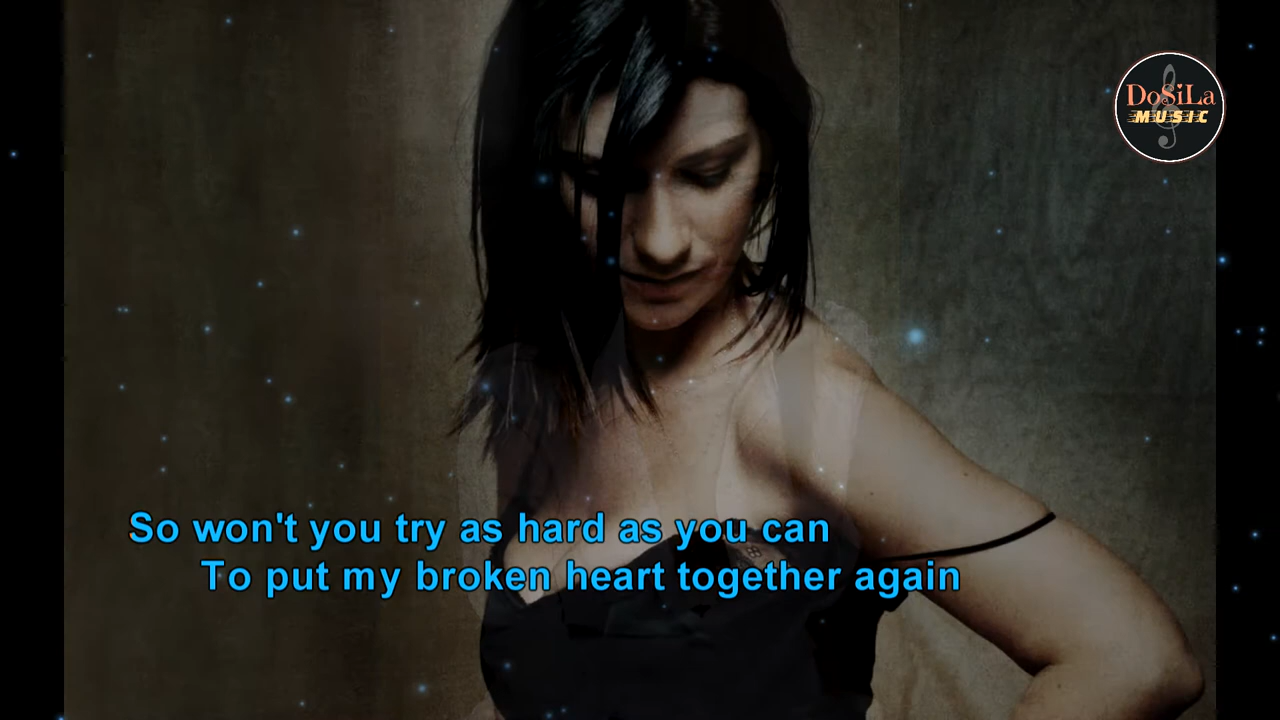 DoSiLa
MUSIC
So won't you try as hard as you can
To put my broken heart together again